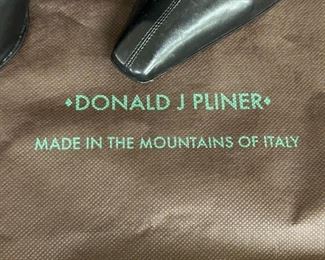 ⬥DONALD J PLINER⬥
MADE IN THE MOUNTAINS OF ITALY